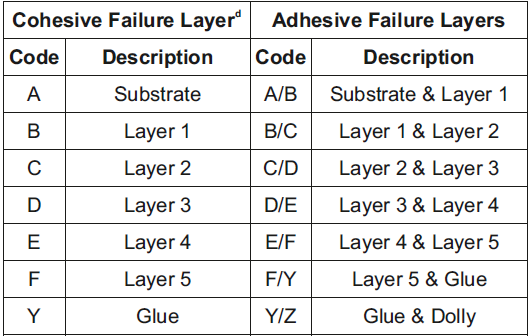 Cohesive Failure Layerd Adhesive Failure Layers
Code Description Code Description
A Substrate A/B Substrate & Layer 1
B Layer 1 B/C Layer 1 & Layer 2
C Layer 2 C/D Layer 2 & Layer 3
D Layer 3 D/E Layer 3 & Layer 4
E Layer 4 E/F Layer 4 & Layer 5
F Layer 5 F/Y Layer 5 & Glue
Y Glue Y/Z Glue & Dolly